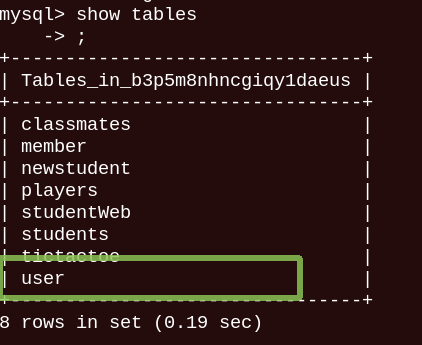 mysql> show tables
    -> ;
+--------------------------------+
| Tables_in_b3p5m8nhncgiqy1daeus |
+--------------------------------+
| classmates                     |
| member                         |
| newstudent                     |
| players                        |
| studentWeb                     |
| students                       |
| tictactoe                      |
| user                           |
+--------------------------------+
8 rows in set (0.19 sec)